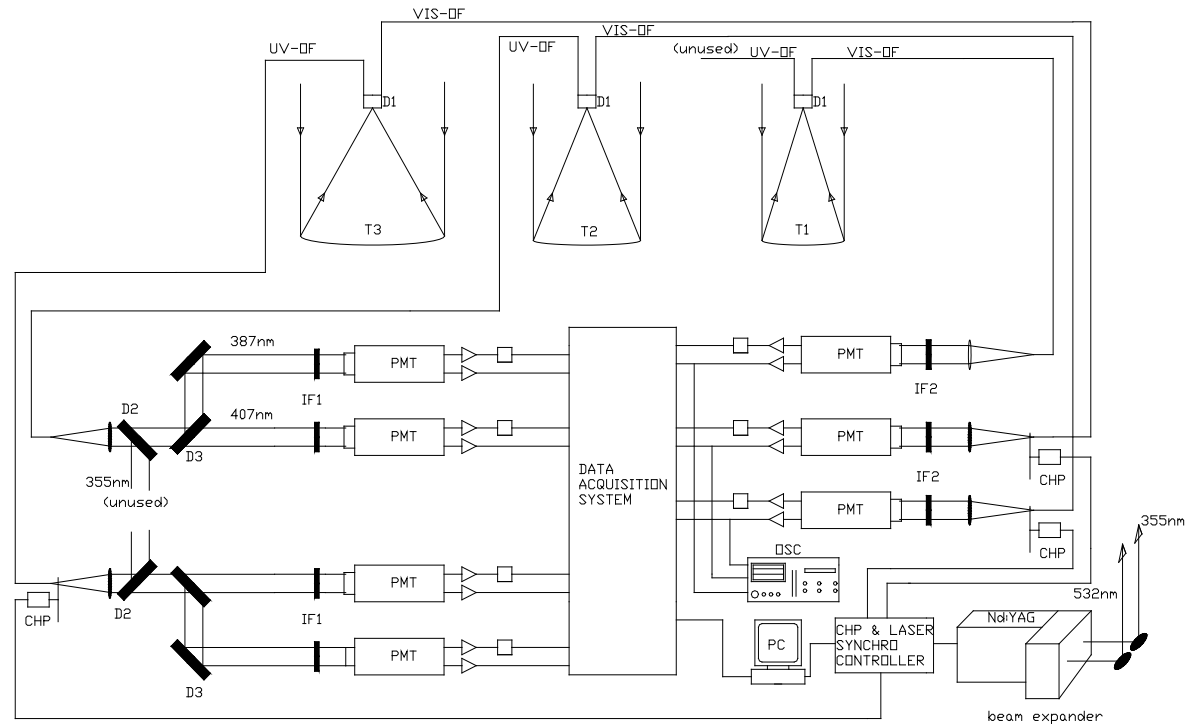 VIS-OF
UV-OF
VIS-OF
UV-OF
(unused)
UV-OF
VIS-OF
D1
D1
D1
T3
T2
T1
387nm
PMT
PMT
IF1
IF2
D2
407nm
PMT
PMT
D3
355nm
(unused)
DATA
ACQUISITION
SYSTEM
IF2
CHP
PMT
CHP
OSC
355nm
532nm
PMT
CHP
D2
IF1
PMT
D3
PC
CHP & LASER
SYNCHRO
CONTROLLER
Nd:YAG
beam expander